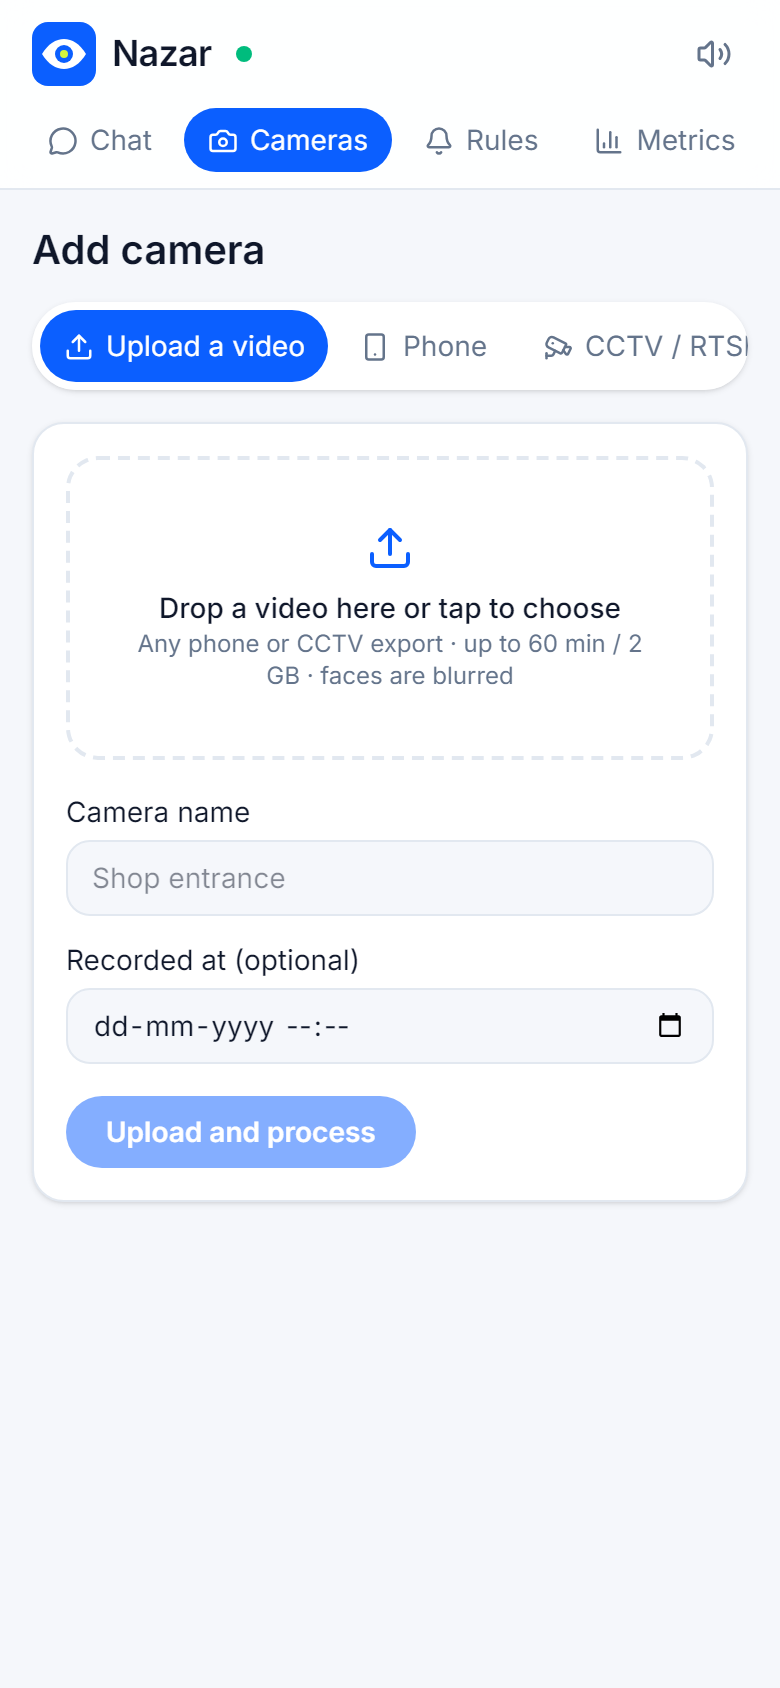 Nazar
Chat Cameras Rules Metrics
Add camera
Upload a video Phone CCTV / RTS
Drop a video here or tap to choose
Any phone or CCTV export · up to 60 min / 2
GB · faces are blurred
Camera name
Shop entrance
Recorded at (optional)
dd-mm-yyyy --:--
Upload and process